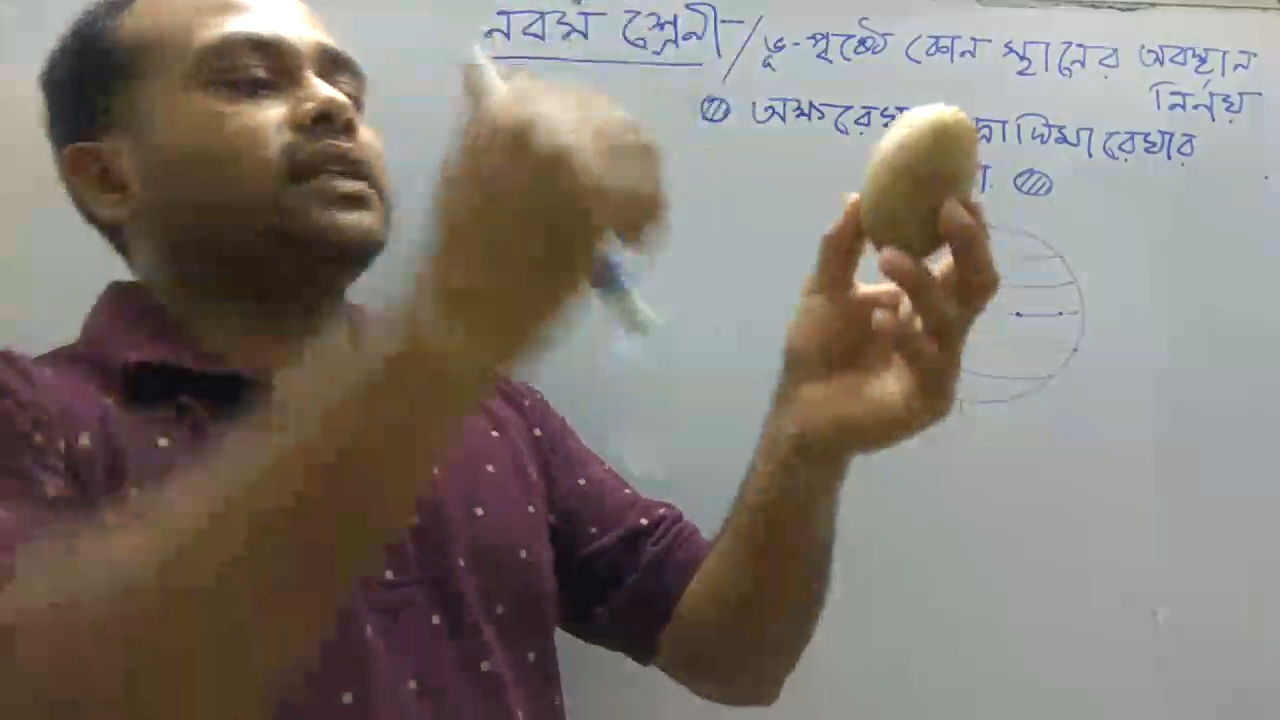 নবম শ্রেনী / ভূ-পৃষ্ঠে কোন স্থানের অবস্থান
নির্ণয়
অক্ষরেখা দ্রাঘিমারেখার